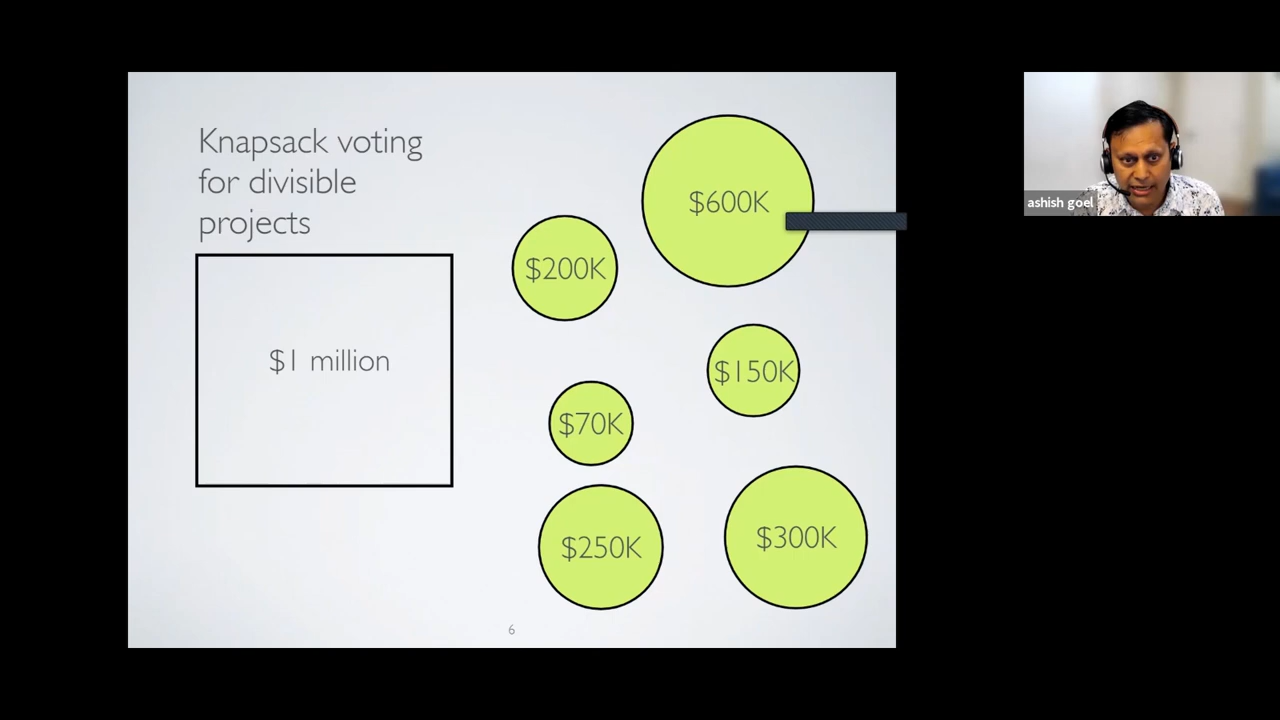 Knapsack voting
for divisible
projects
$1 million
$600K
$200K
$150K
$70K
$250K
$300K
6
ashish goel